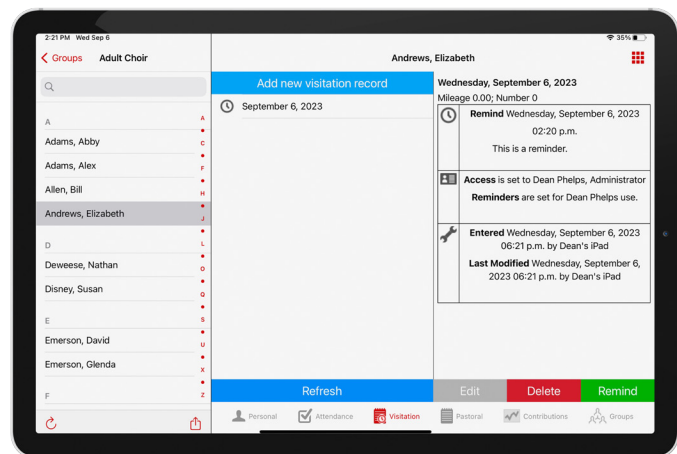 2:21 PM Wed Sep 6
35%
Groups
Adult Choir
Andrews, Elizabeth
A
Adams, Abby
Adams, Alex
Allen, Bill
Andrews, Elizabeth
D
Deweese, Nathan
Disney, Susan
E
Emerson, David
Emerson, Glenda
F
A
C
F
H
J
L
O
Q
S
U
X
Z
Add new visitation record
September 6, 2023
Refresh
Wednesday, September 6, 2023
Mileage 0.00; Number 0
Remind Wednesday, September 6, 2023
02:20 p.m.
This is a reminder.
Access is set to Dean Phelps, Administrator
Reminders are set for Dean Phelps use.
Entered Wednesday, September 6, 2023
06:21 p.m. by Dean's iPad
Last Modified Wednesday, September 6,
2023 06:21 p.m. by Dean's iPad
Edit
Delete
Remind
Personal
Attendance
Visitation
Pastoral
Contributions
Groups